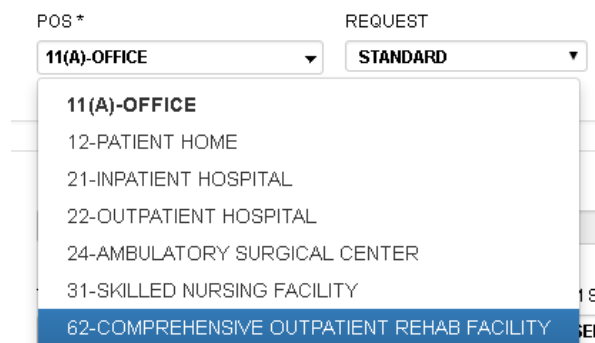 POS * REQUEST
11(A)-OFFICE STANDARD
11(A)-OFFICE
12-PATIENT HOME
21-INPATIENT HOSPITAL
22-OUTPATIENT HOSPITAL
24-AMBULATORY SURGICAL CENTER
31-SKILLED NURSING FACILITY
62-COMPREHENSIVE OUTPATIENT REHAB FACILITY